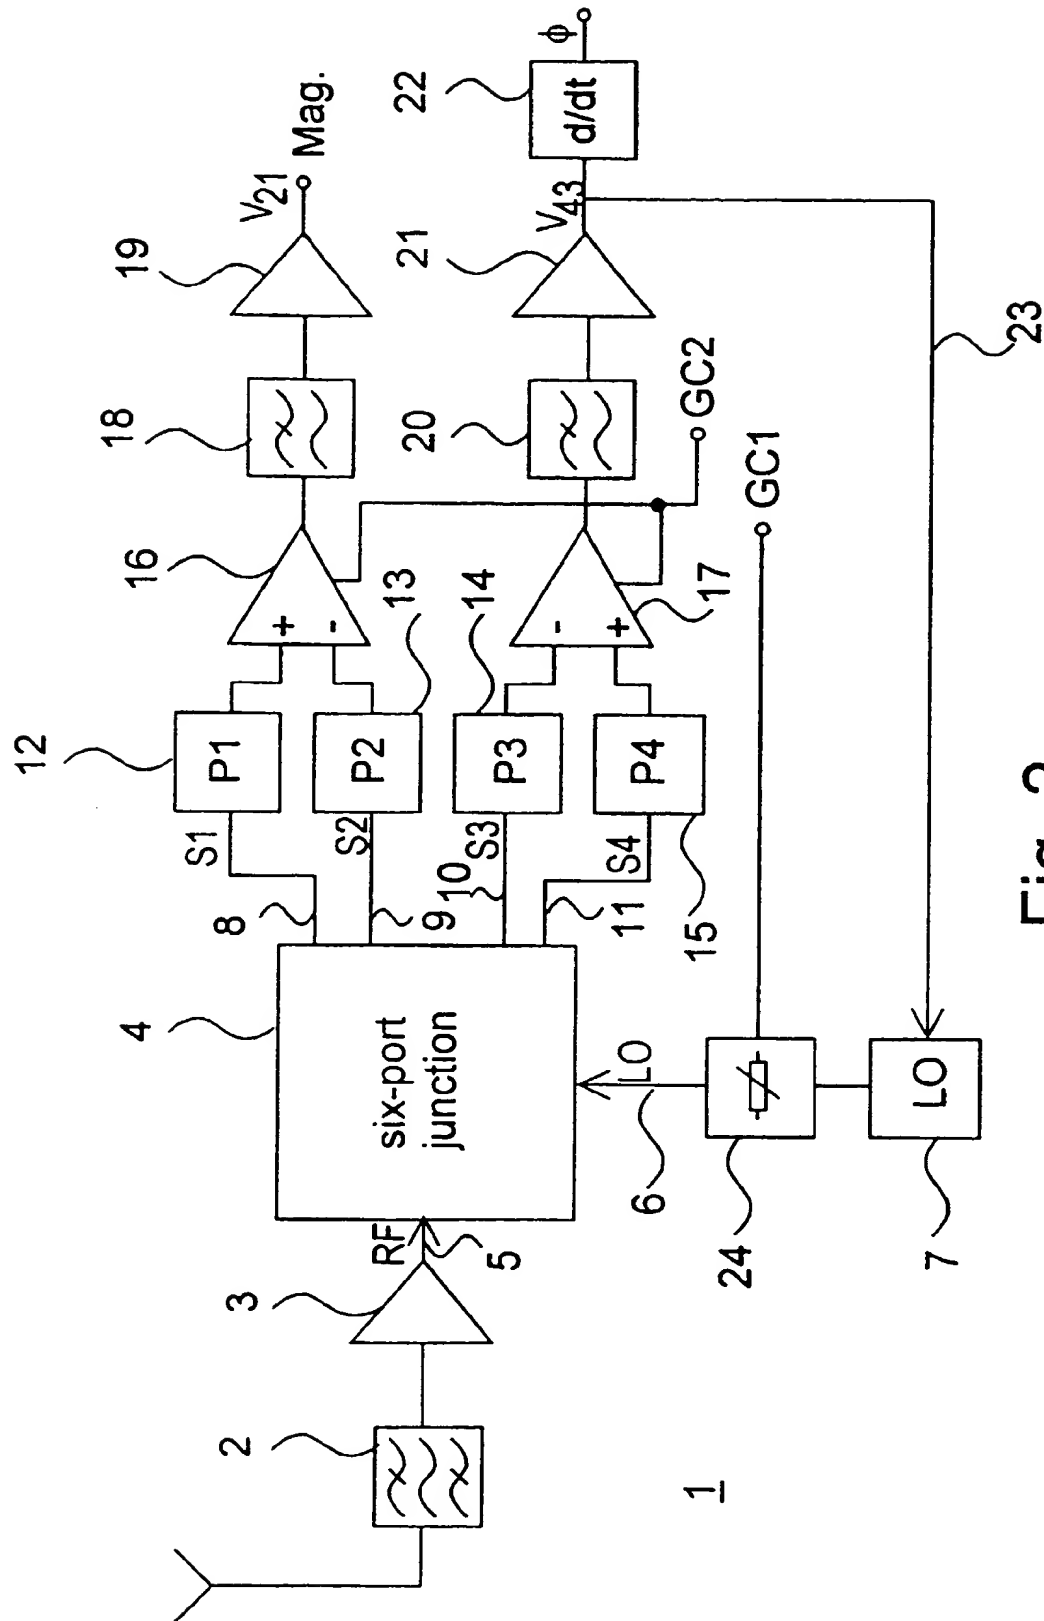 12
4
16
18
19
S1
P1
+
-
V21
Mag.
2
3
8
S2
P2
13
RF
six-port
junction
9
10
S3
P3
14
20
21
22
5
11
S4
P4
-
+
V43
d/dt
ϕ
6
LO
15
17
GC2
1
24
GC1
7
LO
23